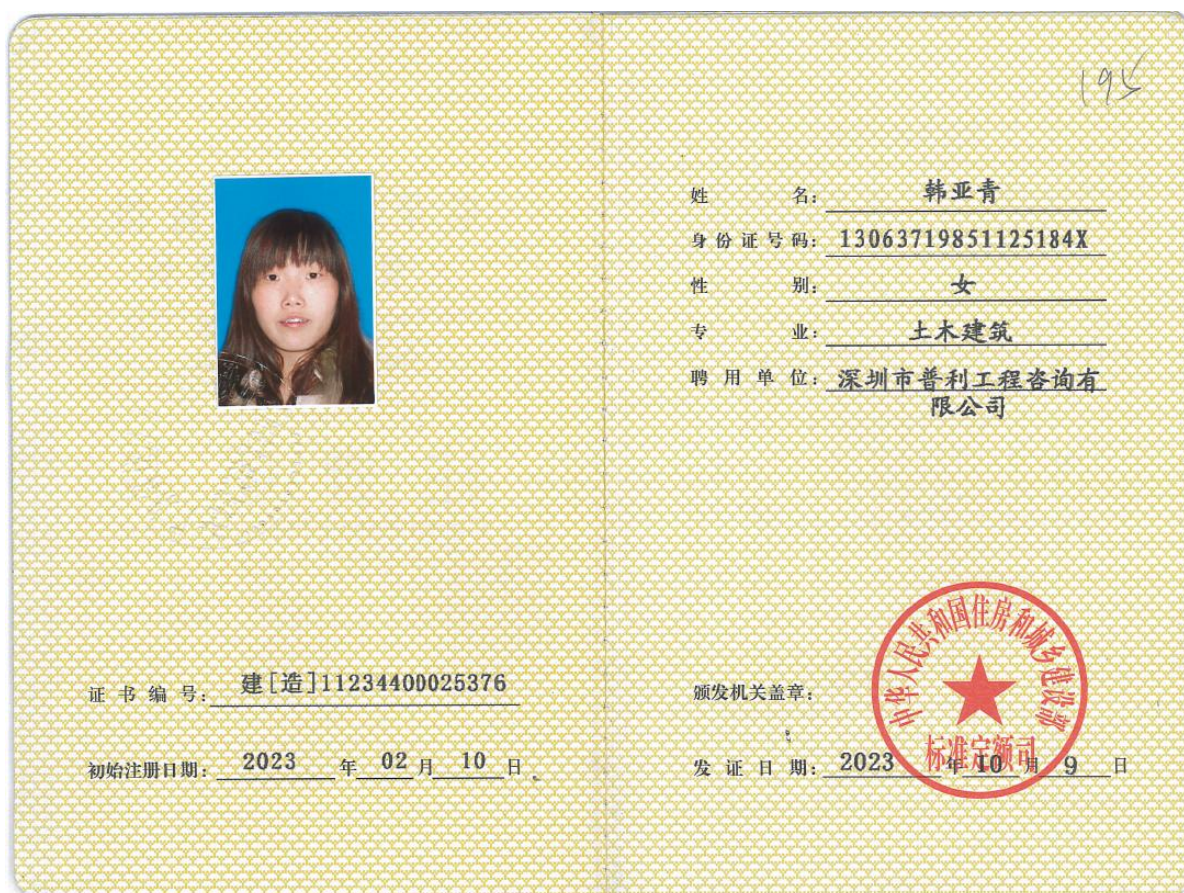 195
姓名: 韩亚青
身份证号码: 13063719851125184X
性别: 女
专业: 土木建筑
聘用单位: 深圳市普利工程咨询有
限公司
证书编号: 建[造]11234400025376
初始注册日期: 2023 年 02 月 10 日
颁发机关盖章:
中华人民共和国住房和城乡建设部
标准定额司
发证日期: 2023 年 10 月 9 日